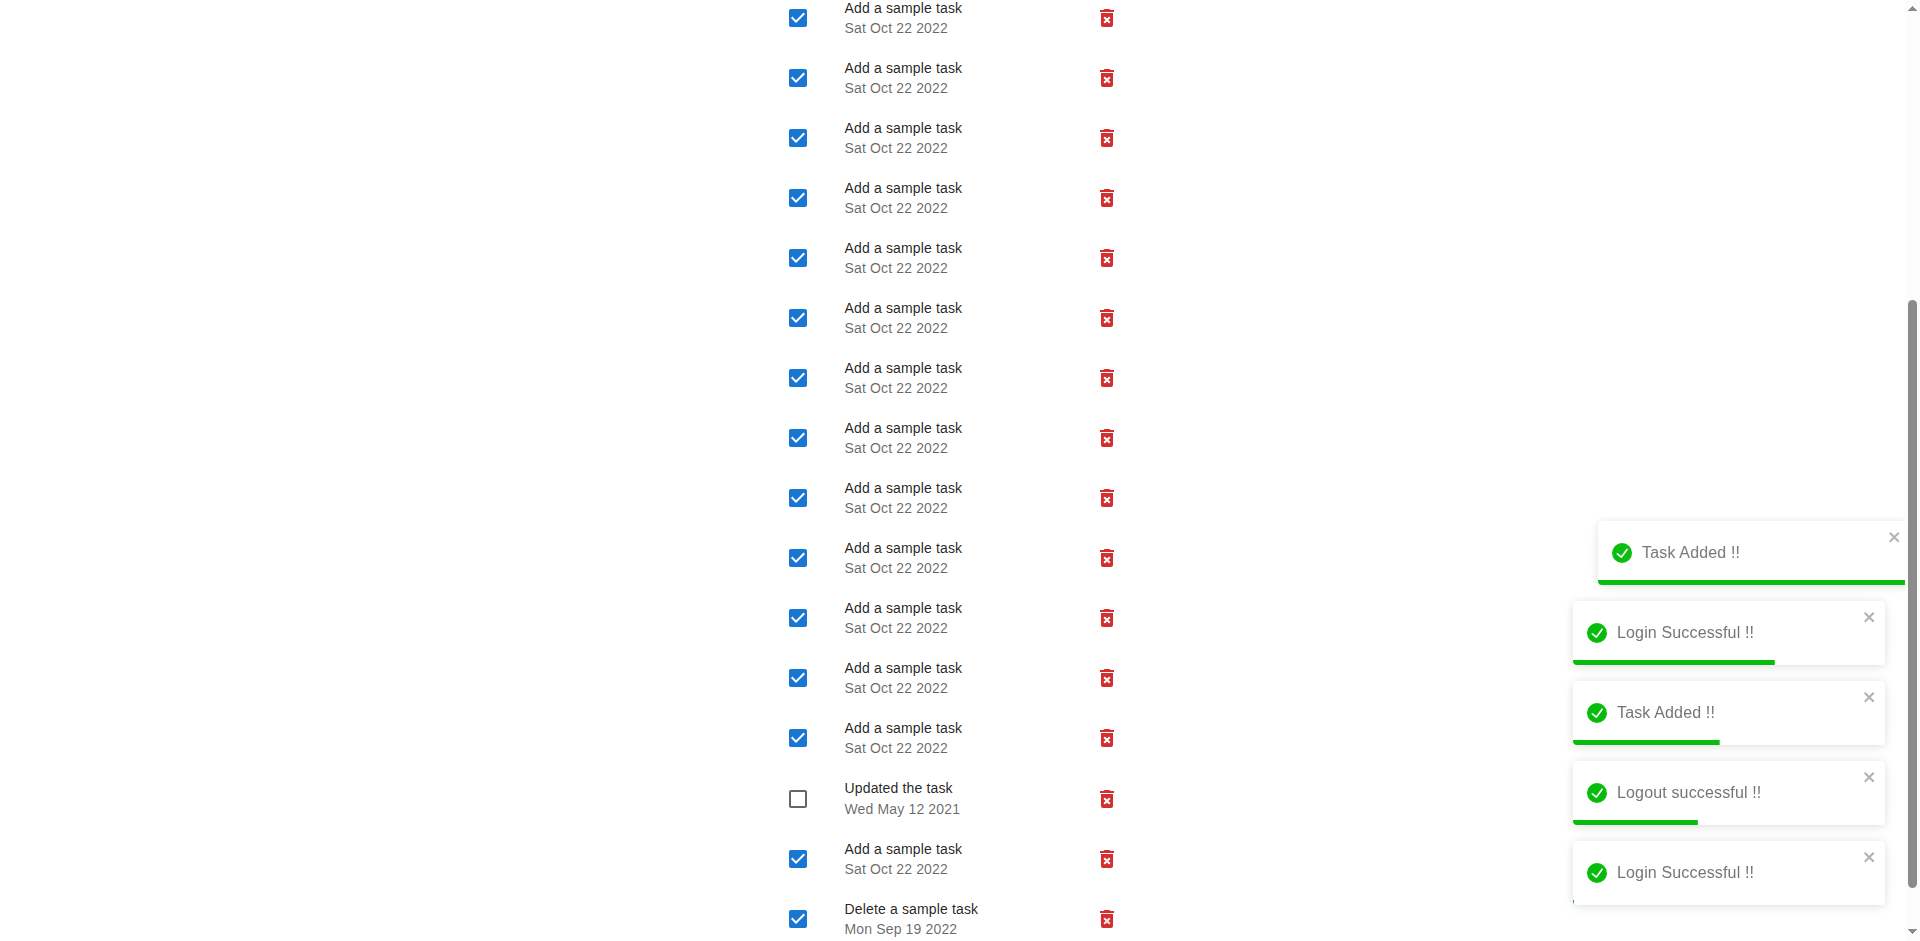 Add a sample task
Sat Oct 22 2022
Add a sample task
Sat Oct 22 2022
Add a sample task
Sat Oct 22 2022
Add a sample task
Sat Oct 22 2022
Add a sample task
Sat Oct 22 2022
Add a sample task
Sat Oct 22 2022
Add a sample task
Sat Oct 22 2022
Add a sample task
Sat Oct 22 2022
Add a sample task
Sat Oct 22 2022
Add a sample task
Sat Oct 22 2022
Add a sample task
Sat Oct 22 2022
Add a sample task
Sat Oct 22 2022
Add a sample task
Sat Oct 22 2022
Updated the task
Wed May 12 2021
Add a sample task
Sat Oct 22 2022
Delete a sample task
Mon Sep 19 2022
Task Added !!
Login Successful !!
Task Added !!
Logout successful !!
Login Successful !!